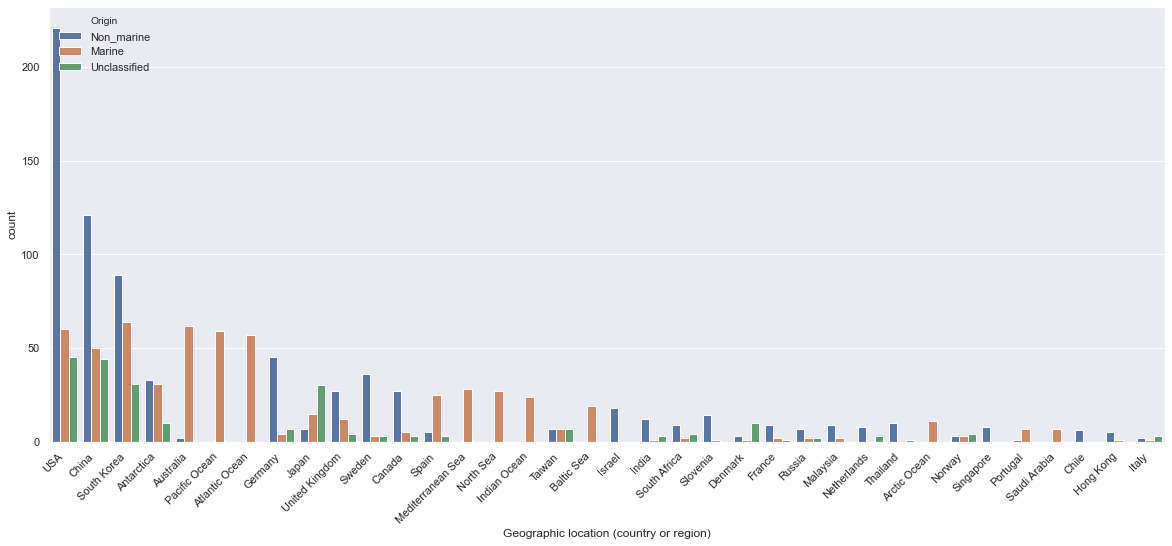 Origin
Non_marine
Marine
Unclassified
200
150
100
50
0
count
USA
China
South Korea
Antarctica
Australia
Pacific Ocean
Atlantic Ocean
Germany
Japan
United Kingdom
Sweden
Canada
Spain
Mediterranean Sea
North Sea
Indian Ocean
Taiwan
Baltic Sea
Israel
India
South Africa
Slovenia
Denmark
France
Russia
Malaysia
Netherlands
Thailand
Arctic Ocean
Norway
Singapore
Portugal
Saudi Arabia
Chile
Hong Kong
Italy
Geographic location (country or region)